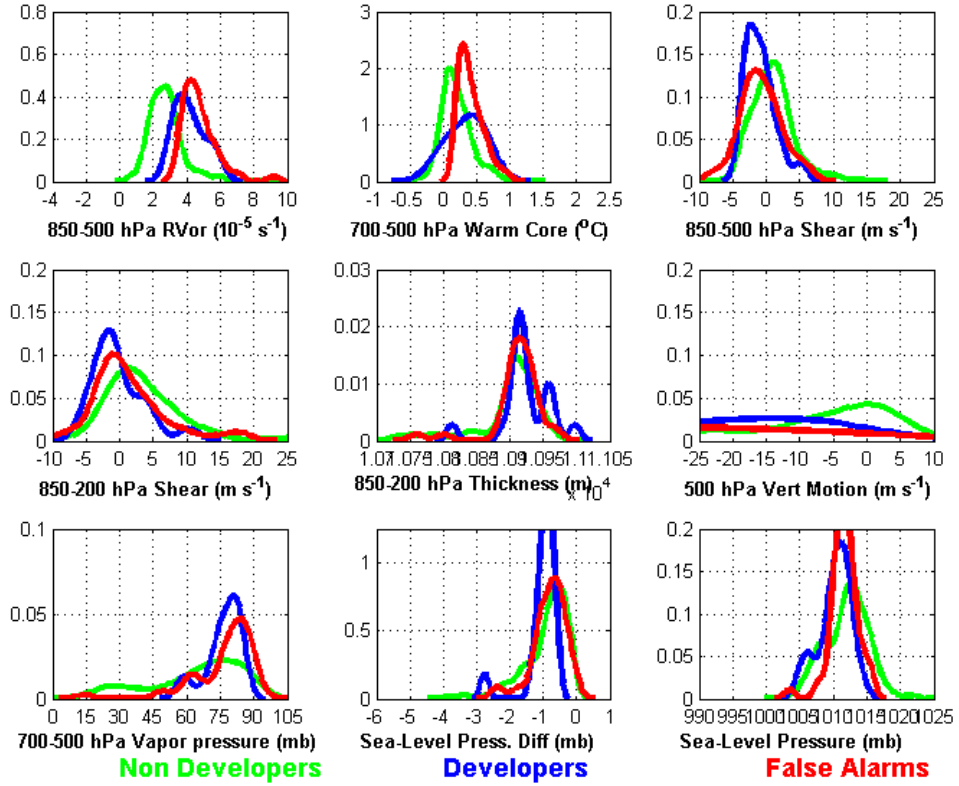 0.8 3 0.2
0.6 0.15
2
0.4 0.1
1
0.2 0.05
0 0 0
-4 -2 0 2 4 6 8 10 -1 -0.5 0 0.5 1 1.5 2 2.5 -10 -5 0 5 10 15 20 25
850-500 hPa RVor (10-5 s-1) 700-500 hPa Warm Core (oC) 850-500 hPa Shear (m s-1)
0.2 0.03 0.2
0.15 0.15
0.02
0.1 0.1
0.01
0.05 0.05
0 0 0
-10 -5 0 5 10 15 20 25 1.07 1.075 1.08 1.085 1.09 1.095 1.1 1.105 -25 -20 -15 -10 -5 0 5 10
850-200 hPa Shear (m s-1) 850-200 hPa Thickness (m) x 104 500 hPa Vert Motion (m s-1)
0.1 0.2
1
0.15
0.05 0.1
0.5
0.05
0 0 0
0 15 30 45 60 75 90 105 -6 -5 -4 -3 -2 -1 0 1 990 995 1000 1005 1010 1015 1020 1025
700-500 hPa Vapor pressure (mb) Sea-Level Press. Diff (mb) Sea-Level Pressure (mb)
Non Developers Developers False Alarms